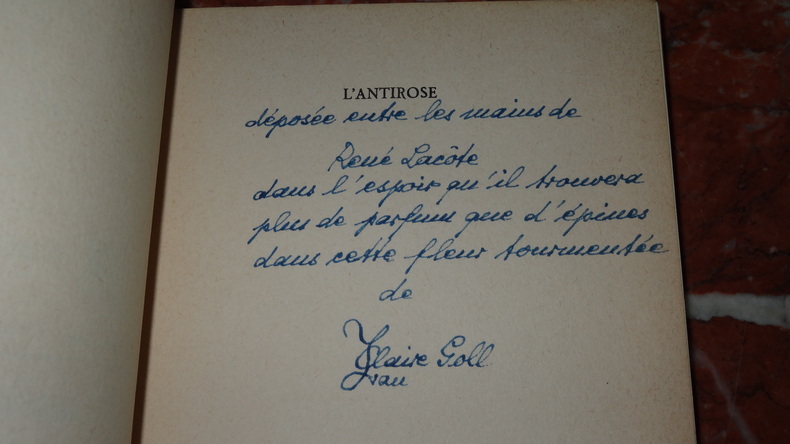 L'ANTIROSE
déposée entre les mains de
René Lacôte
dans l'espoir qu'il trouvera
plus de parfum que d'épines
dans cette fleur tourmentée
de
Claire Goll
Yvan